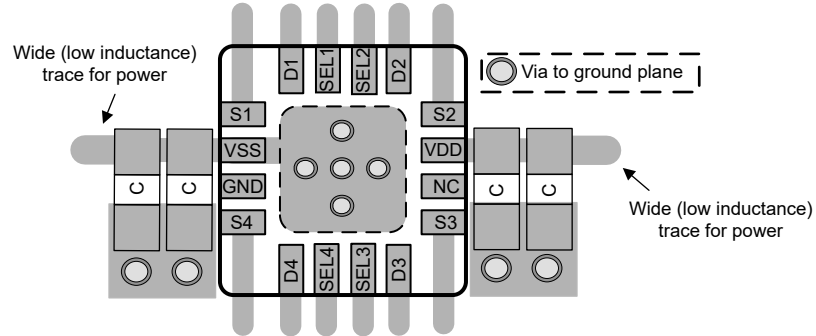 Wide (low inductance)
trace for power
D1
SEL1
SEL2
D2
Via to ground plane
S1
S2
VSS
VDD
C
C
GND
NC
C
C
S4
S3
Wide (low inductance)
trace for power
D4
SEL4
SEL3
D3